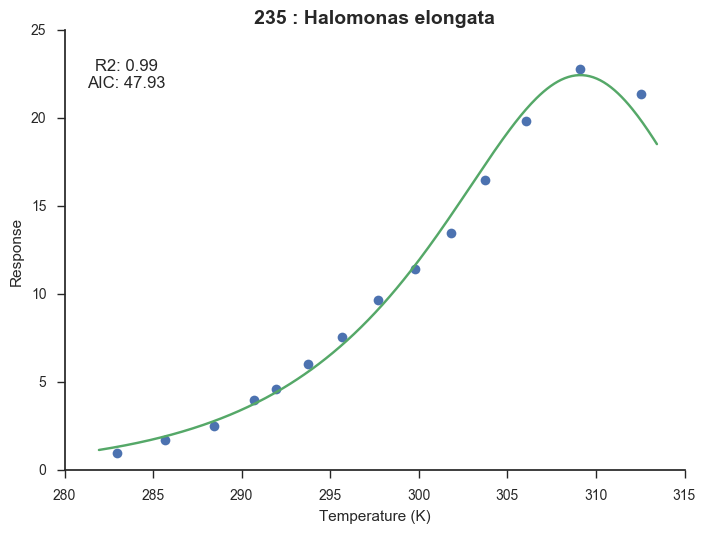 235 : Halomonas elongata
R2: 0.99
AIC: 47.93
25
20
15
10
5
0
Response
280 285 290 295 300 305 310 315
Temperature (K)